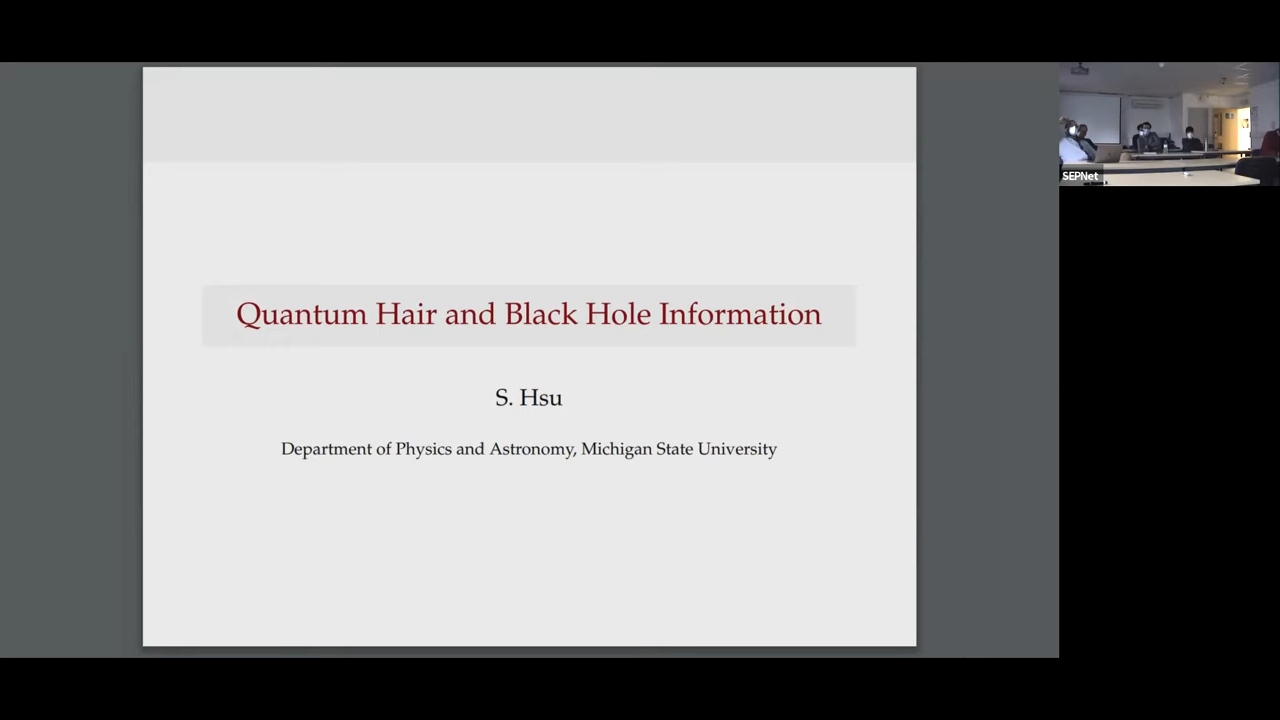 Quantum Hair and Black Hole Information
S. Hsu
Department of Physics and Astronomy, Michigan State University
SEPNet